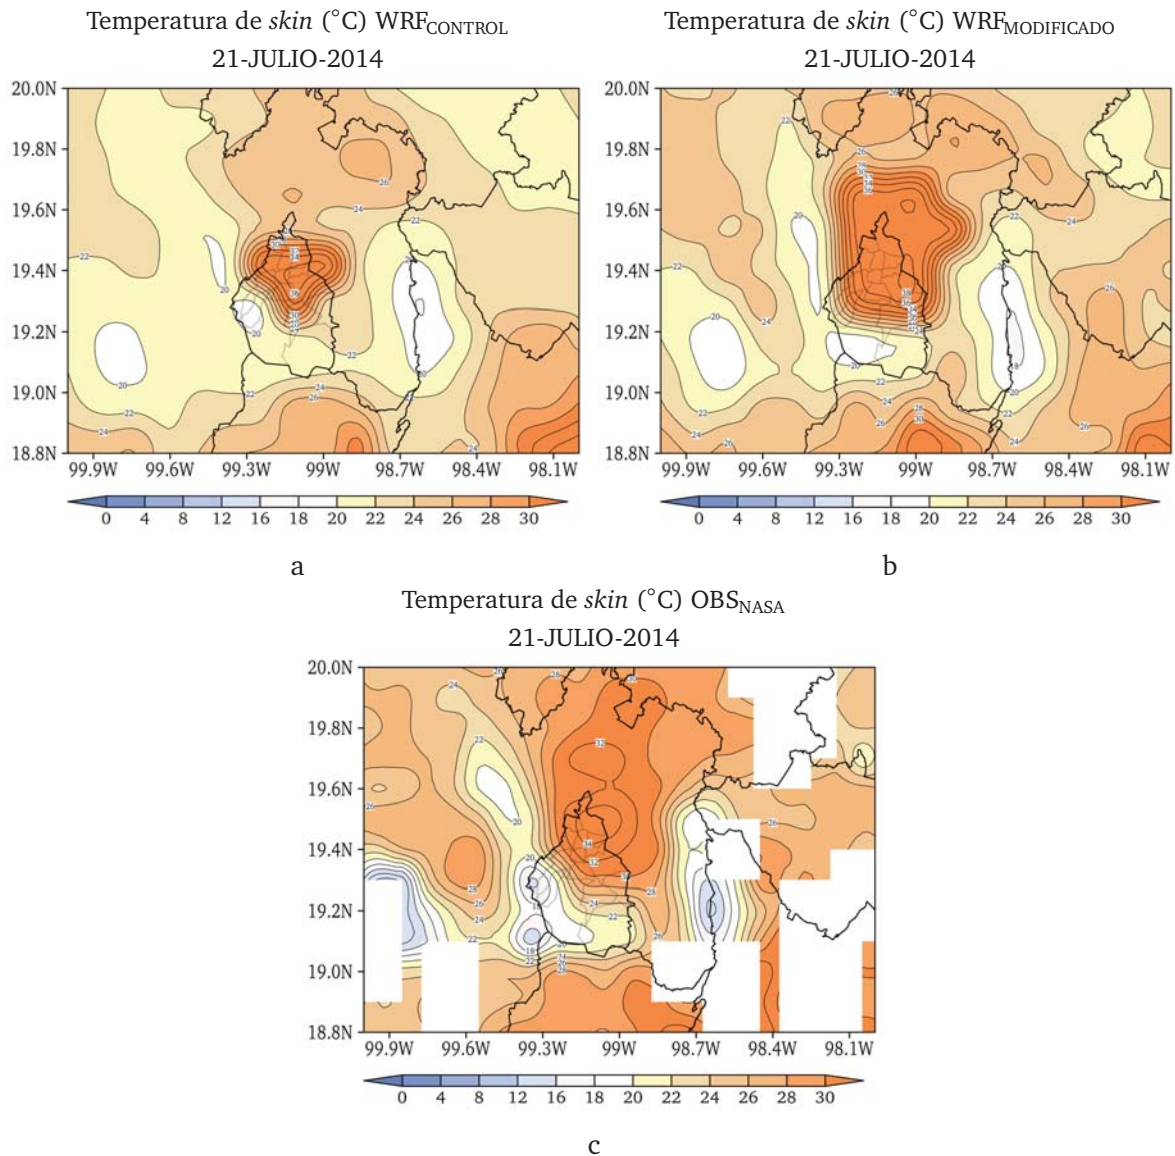 Temperatura de skin (°C) WRF_CONTROL
21-JULIO-2014
20.0N
19.8N
19.6N
19.4N
19.2N
19.0N
18.8N
99.9W 99.6W 99.3W 99W 98.7W 98.4W 98.1W
0 4 8 12 16 18 20 22 24 26 28 30
a
Temperatura de skin (°C) WRF_MODIFICADO
21-JULIO-2014
20.0N
19.8N
19.6N
19.4N
19.2N
19.0N
18.8N
99.9W 99.6W 99.3W 99W 98.7W 98.4W 98.1W
0 4 8 12 16 18 20 22 24 26 28 30
b
Temperatura de skin (°C) OBS_NASA
21-JULIO-2014
20.0N
19.8N
19.6N
19.4N
19.2N
19.0N
18.8N
99.9W 99.6W 99.3W 99W 98.7W 98.4W 98.1W
0 4 8 12 16 18 20 22 24 26 28 30
c